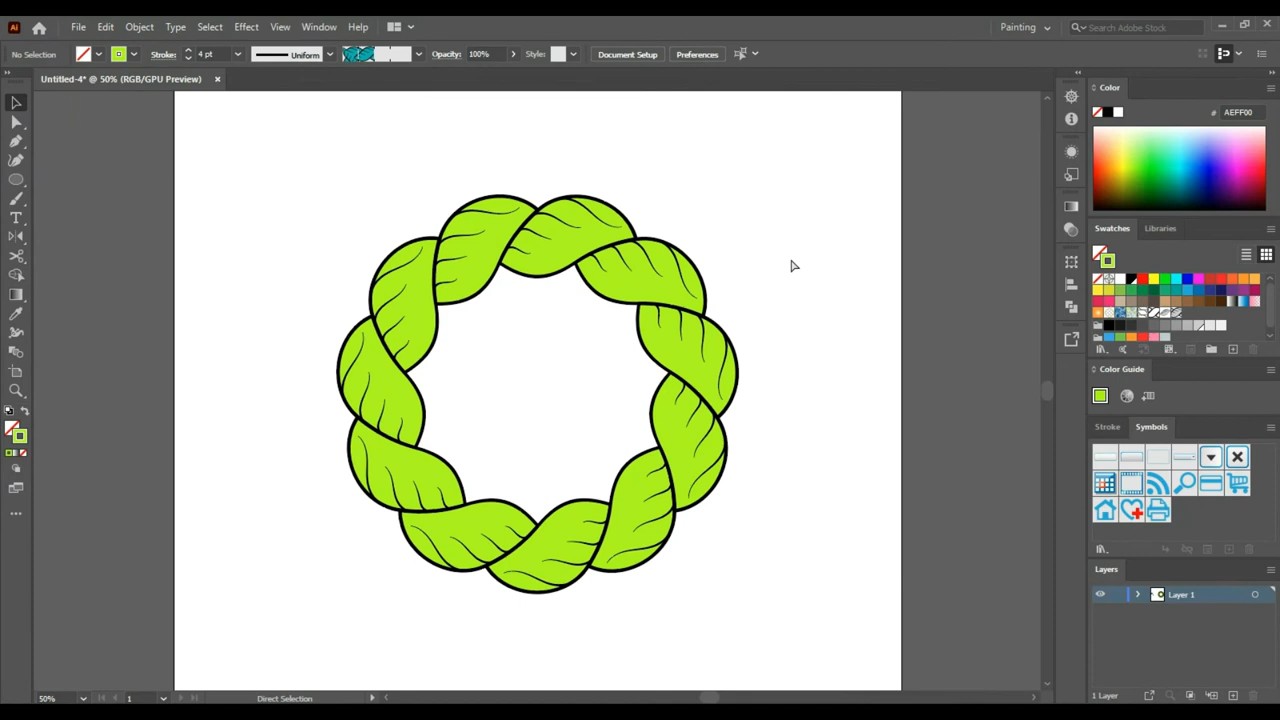 Ai File Edit Object Type Select Effect View Window Help Painting Search Adobe Stock
No Selection Stroke: 4 pt Uniform Opacity: 100% Style: Document Setup Preferences
Untitled-4* @ 50% (RGB/GPU Preview)
Color
# AEFF00
Swatches Libraries
Color Guide
Stroke Symbols
Layers
Layer 1
50% 1 Direct Selection 1 Layer